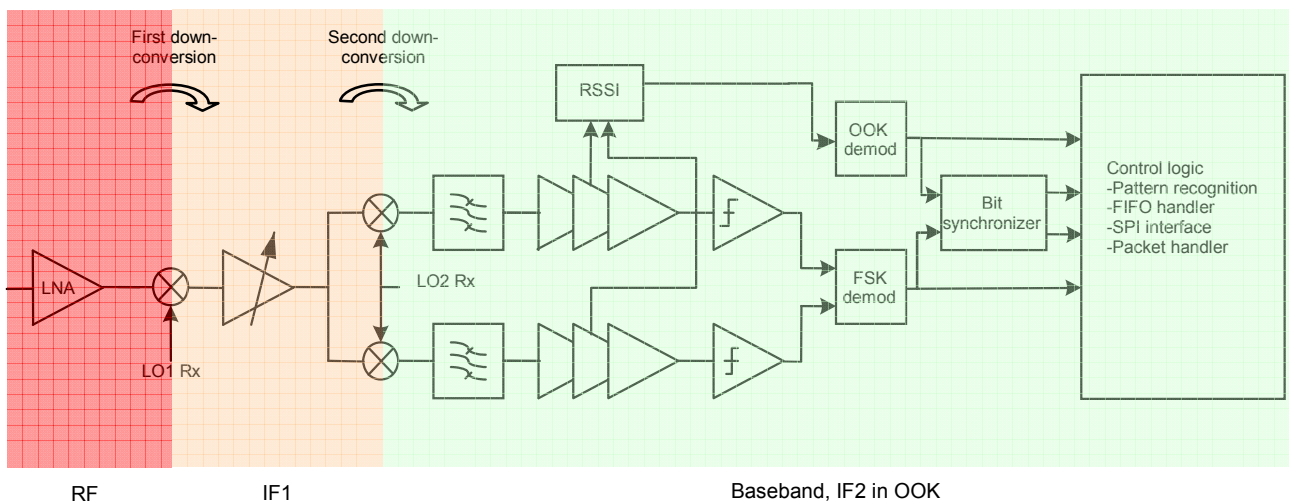 First down-
conversion
Second down-
conversion
RSSI
OOK
demod
Control logic
-Pattern recognition
-FIFO handler
-SPI interface
-Packet handler
Bit
synchronizer
LNA
LO2 Rx
FSK
demod
LO1 Rx
RF
IF1
Baseband, IF2 in OOK